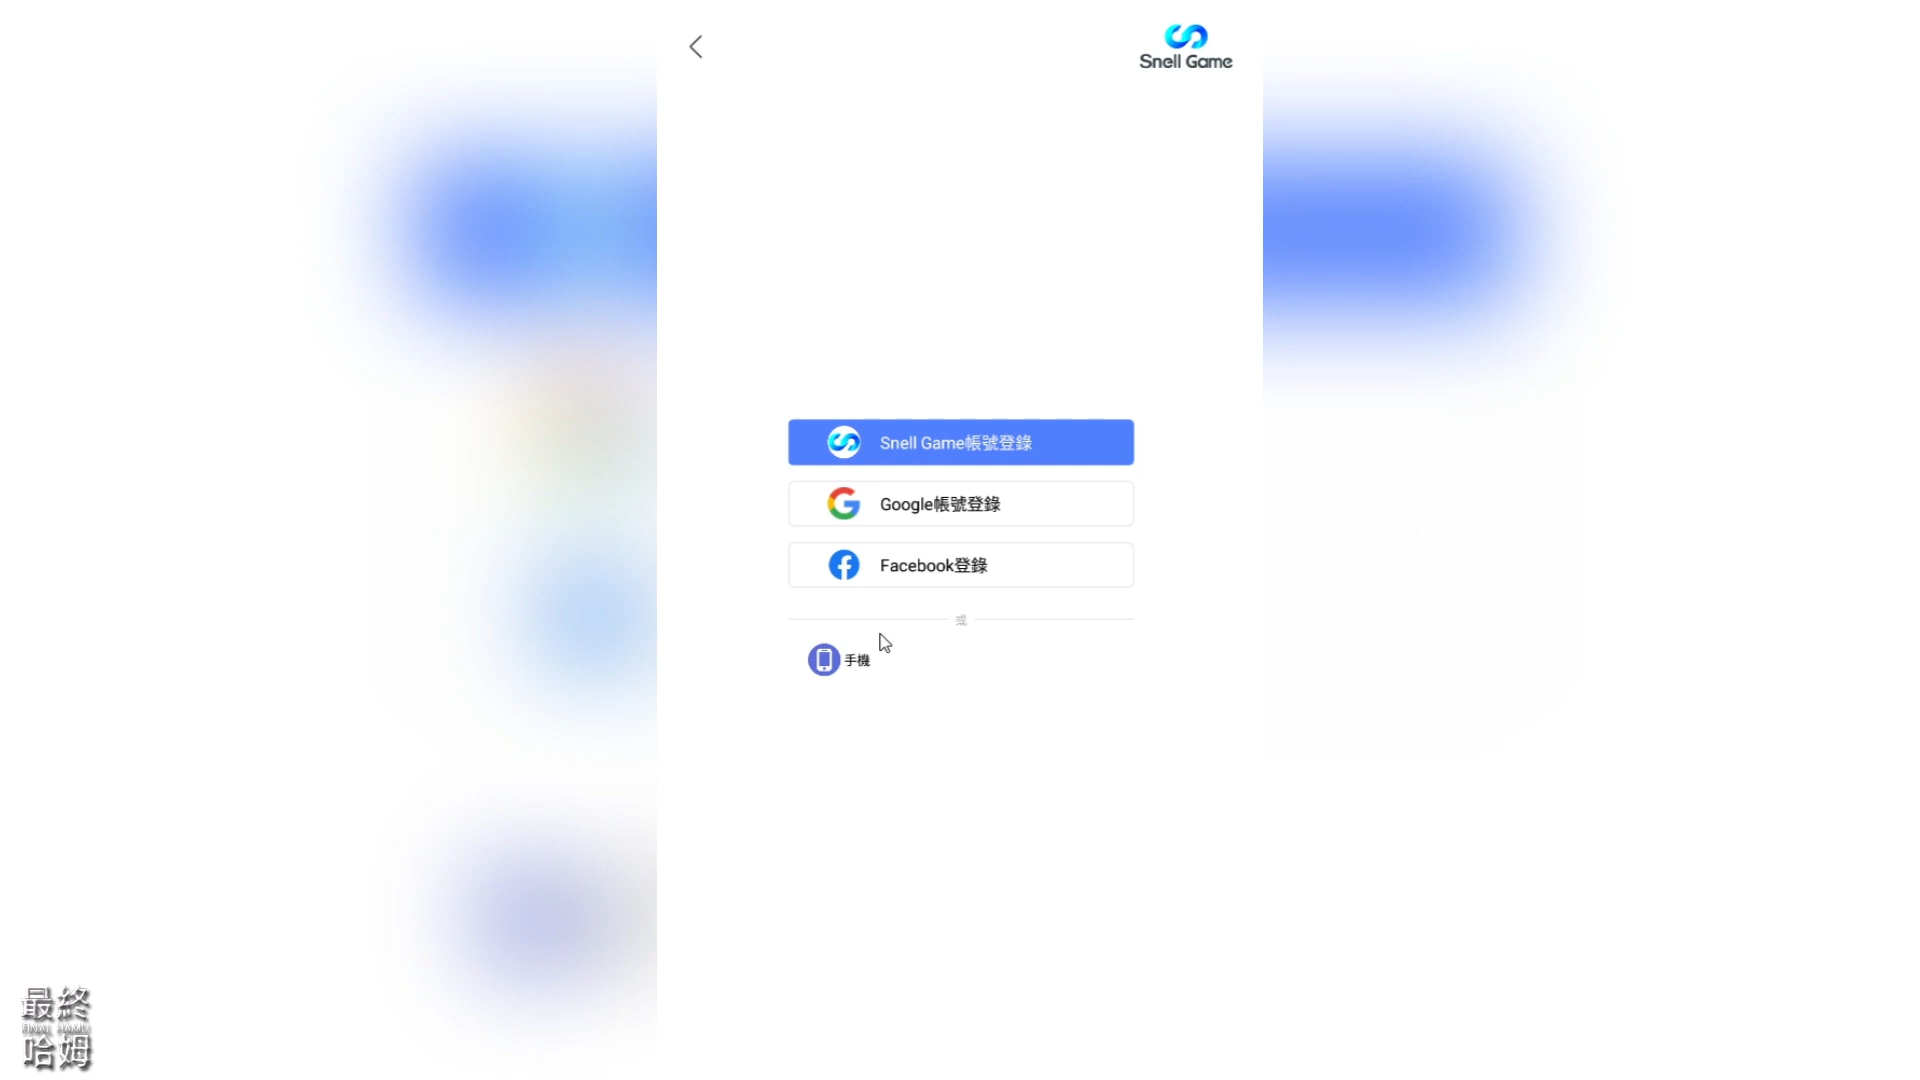 Snell Game
Snell Game帳號登錄
Google帳號登錄
Facebook登錄
或
手機
最終
FINAL HAMU
哈姆